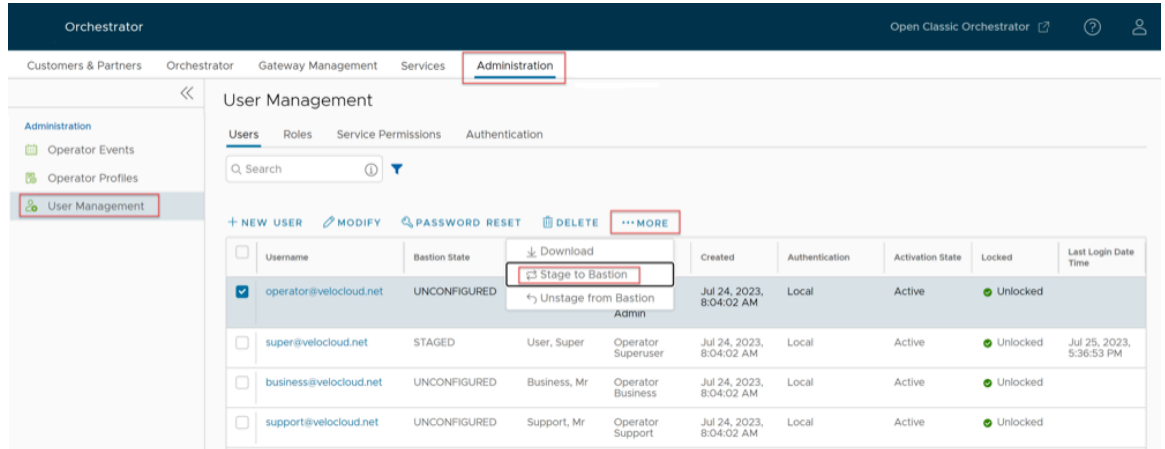 Orchestrator
Open Classic Orchestrator
Customers & Partners Orchestrator Gateway Management Services Administration
User Management
Administration
Users Roles Service Permissions Authentication
Operator Events
Search
Operator Profiles
User Management
+ NEW USER MODIFY PASSWORD RESET DELETE ...MORE
Username Bastion State Created Authentication Activation State Locked Last Login Date Time
Download
Stage to Bastion
Unstage from Bastion
operator@velocloud.net UNCONFIGURED Jul 24, 2023, Local Active Unlocked
Admin 8:04:02 AM
super@velocloud.net STAGED User, Super Operator Jul 24, 2023, Local Active Unlocked Jul 25, 2023,
Superuser 8:04:02 AM 5:36:53 PM
business@velocloud.net UNCONFIGURED Business, Mr Operator Jul 24, 2023, Local Active Unlocked
Business 8:04:02 AM
support@velocloud.net UNCONFIGURED Support, Mr Operator Jul 24, 2023, Local Active Unlocked
Support 8:04:02 AM